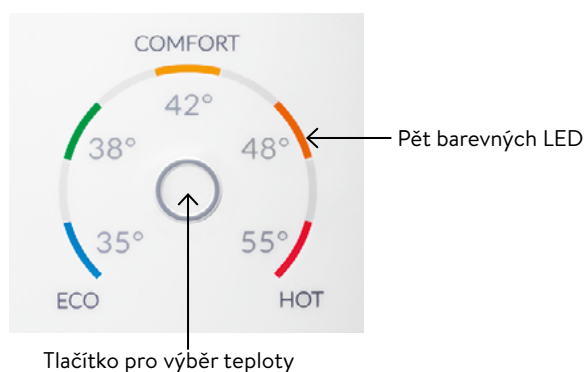 COMFORT
42°
38°
48°
Pět barevných LED
35°
55°
ECO
HOT
Tlačítko pro výběr teploty